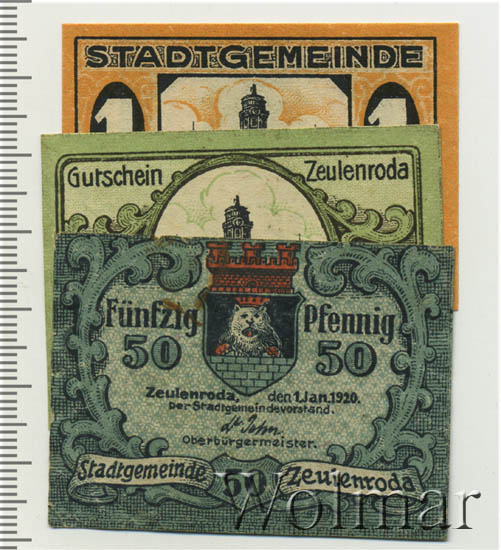 STADTGEMEINDE
1 1
Gutschein Zeulenroda
Fünfzig Pfennig
50 50
Zeulenroda, den 1. Jan. 1920.
Der Stadtgemeindevorstand.
Oberbürgermeister.
Stadtgemeinde 50 Zeulenroda
Wolmar